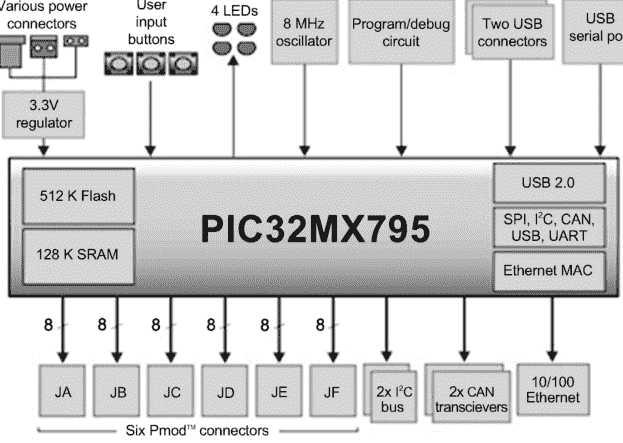 Various power
connectors
User
input
buttons
4 LEDs
8 MHz
oscillator
Program/debug
circuit
Two USB
connectors
USB
serial po
3.3V
regulator
512 K Flash
128 K SRAM
PIC32MX795
USB 2.0
SPI, I²C, CAN,
USB, UART
Ethernet MAC
8 8 8 8 8 8
JA JB JC JD JE JF
2x I²C
bus
2x CAN
transcievers
10/100
Ethernet
Six Pmod™ connectors